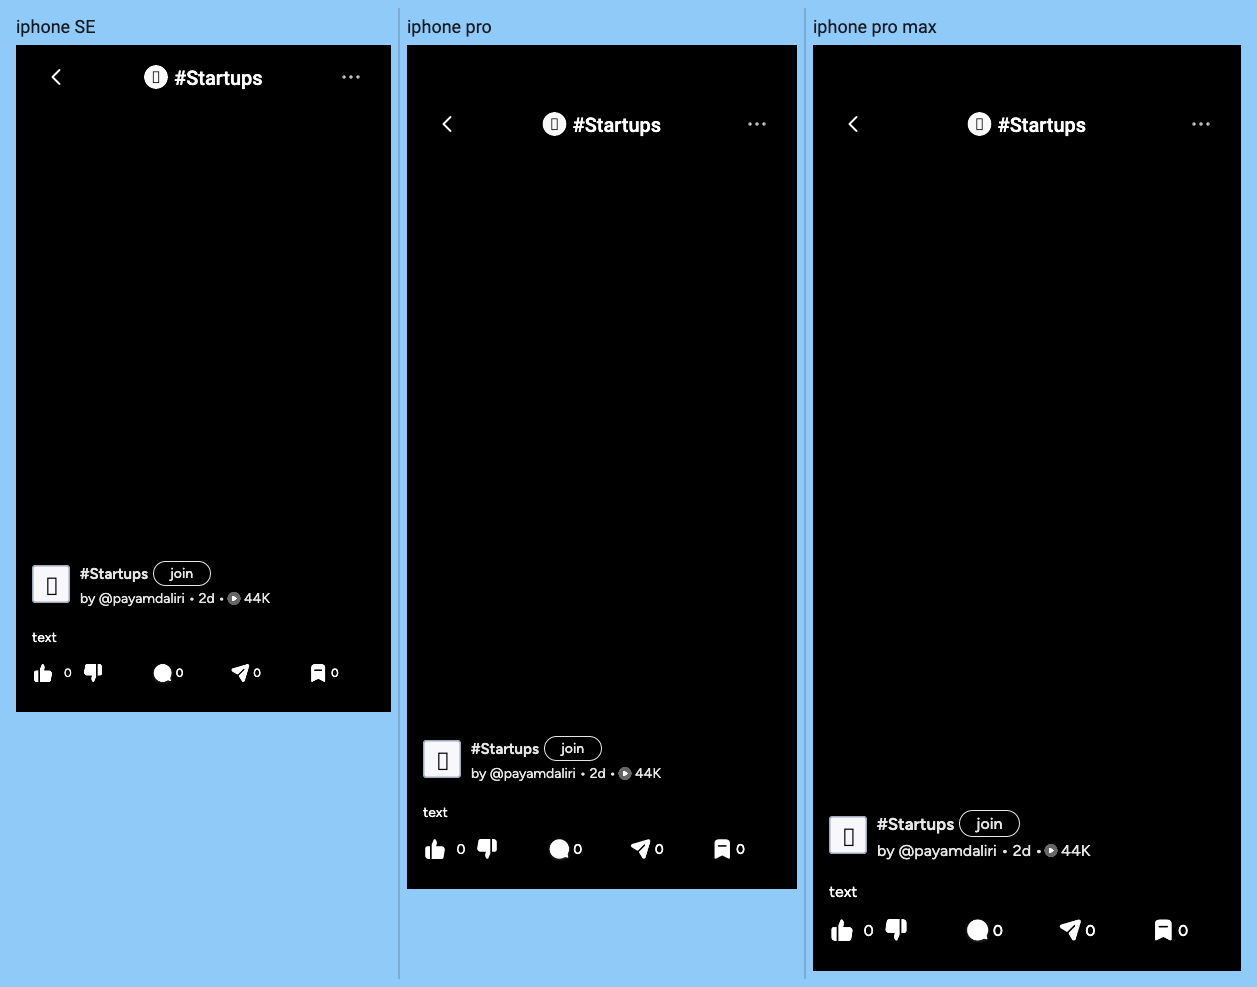 iphone SE
#Startups
#Startups join
by @payamdaliri • 2d • 44K
text
0 0 0 0
iphone pro
#Startups
#Startups join
by @payamdaliri • 2d • 44K
text
0 0 0 0
iphone pro max
#Startups
#Startups join
by @payamdaliri • 2d • 44K
text
0 0 0 0